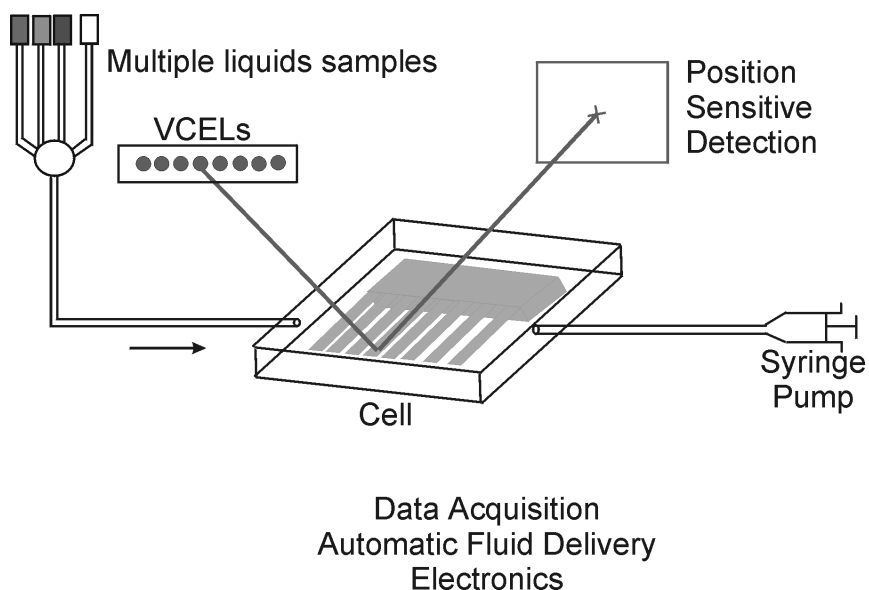 Multiple liquids samples
VCELs
Position
Sensitive
Detection
Cell
Syringe
Pump
Data Acquisition
Automatic Fluid Delivery
Electronics